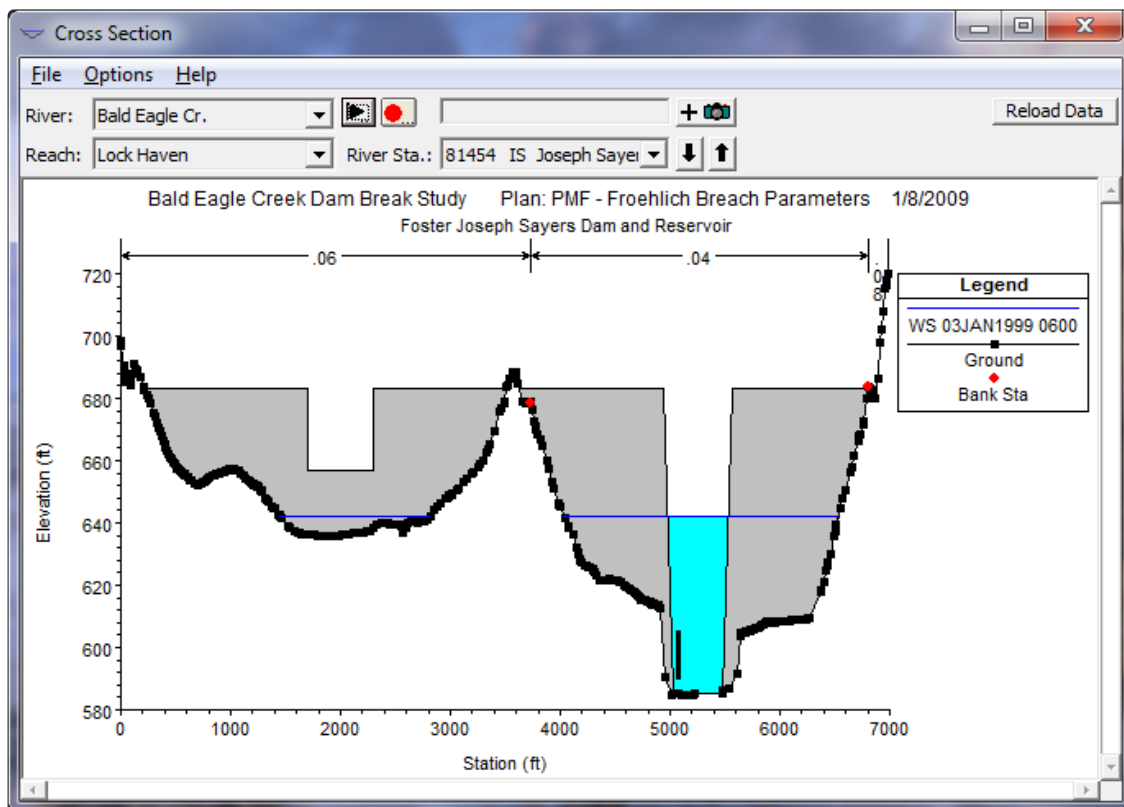 Cross Section
File Options Help
River: Bald Eagle Cr. Reload Data
Reach: Lock Haven River Sta.: 81454 IS Joseph Sayer
Bald Eagle Creek Dam Break Study Plan: PMF - Froehlich Breach Parameters 1/8/2009
Foster Joseph Sayers Dam and Reservoir
.06 .04 .08
Legend
WS 03JAN1999 0600
Ground
Bank Sta
Elevation (ft)
720
700
680
660
640
620
600
580
0 1000 2000 3000 4000 5000 6000 7000
Station (ft)